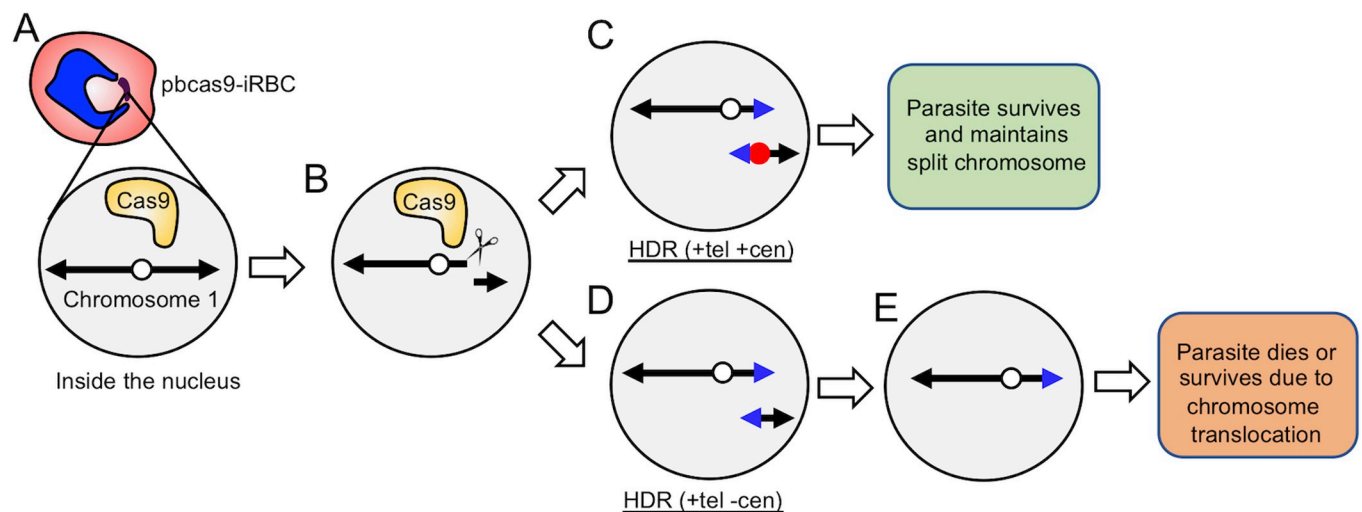 A
pbcas9-iRBC
Cas9
Chromosome 1
Inside the nucleus
B
Cas9
C
HDR (+tel +cen)
Parasite survives
and maintains
split chromosome
D
HDR (+tel -cen)
E
Parasite dies or
survives due to
chromosome
translocation